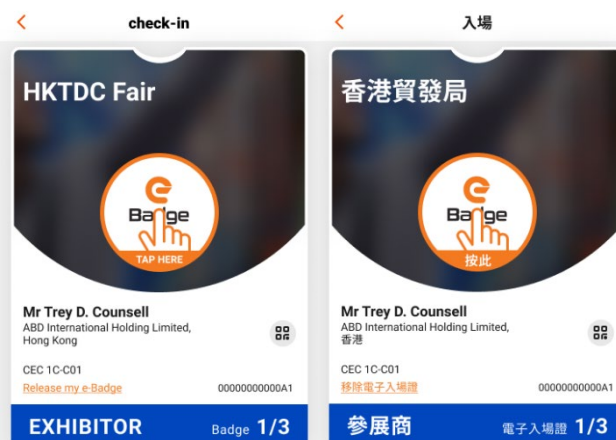 check-in
HKTDC Fair
e
Badge
TAP HERE
Mr Trey D. Counsell
ABD International Holding Limited,
Hong Kong
CEC 1C-C01
Release my e-Badge
00000000000A1
EXHIBITOR
Badge 1/3
入場
香港貿發局
e
Badge
按此
Mr Trey D. Counsell
ABD International Holding Limited,
香港
CEC 1C-C01
移除電子入場證
00000000000A1
參展商
電子入場證 1/3